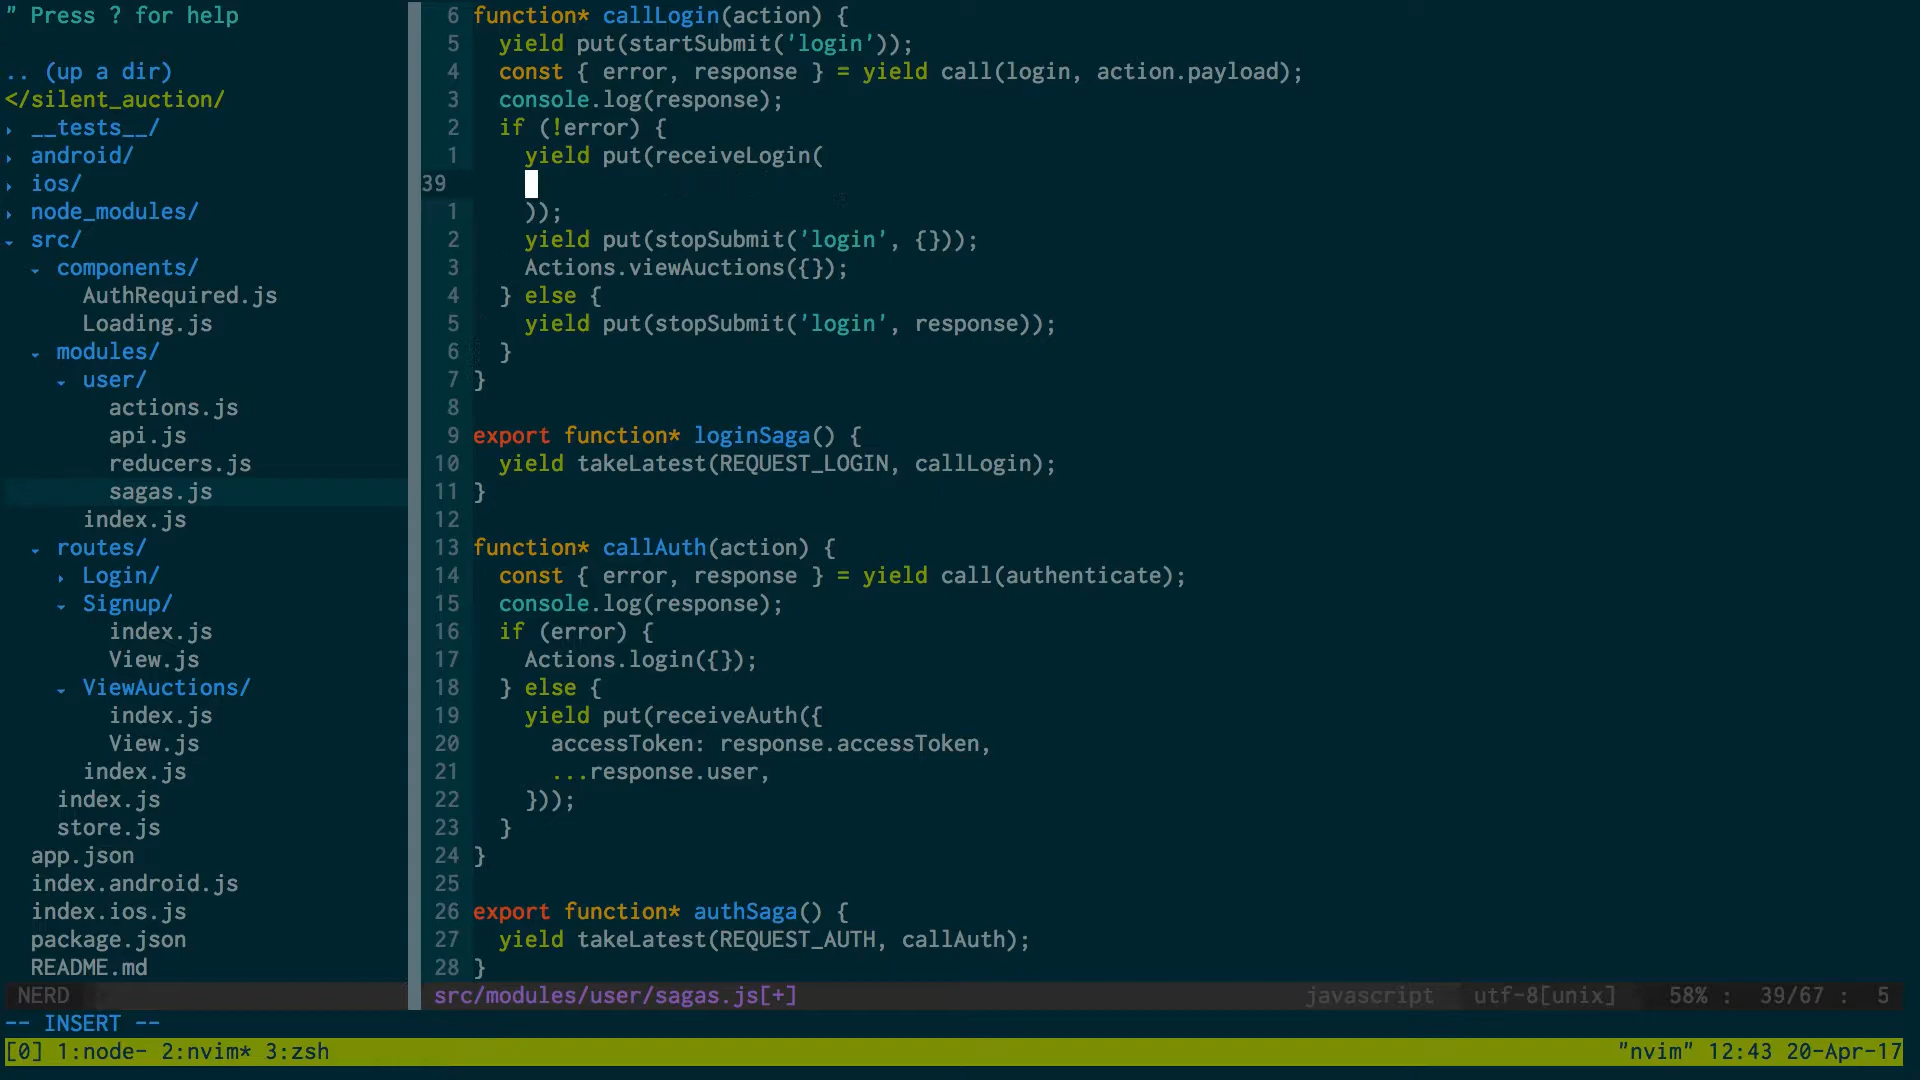 " Press ? for help
.. (up a dir)
</silent_auction/
▸ __tests__/
▸ android/
▸ ios/
▸ node_modules/
▾ src/
▾ components/
AuthRequired.js
Loading.js
▾ modules/
▾ user/
actions.js
api.js
reducers.js
sagas.js
index.js
▾ routes/
▸ Login/
▾ Signup/
index.js
View.js
▾ ViewAuctions/
index.js
View.js
index.js
index.js
store.js
app.json
index.android.js
index.ios.js
package.json
README.md
6 function* callLogin(action) {
5   yield put(startSubmit('login'));
4   const { error, response } = yield call(login, action.payload);
3   console.log(response);
2   if (!error) {
1     yield put(receiveLogin(
39
1     ));
2     yield put(stopSubmit('login', {}));
3     Actions.viewAuctions({});
4   } else {
5     yield put(stopSubmit('login', response));
6   }
7 }
8
9 export function* loginSaga() {
10   yield takeLatest(REQUEST_LOGIN, callLogin);
11 }
12
13 function* callAuth(action) {
14   const { error, response } = yield call(authenticate);
15   console.log(response);
16   if (error) {
17     Actions.login({});
18   } else {
19     yield put(receiveAuth({
20       accessToken: response.accessToken,
21       ...response.user,
22     }));
23   }
24 }
25
26 export function* authSaga() {
27   yield takeLatest(REQUEST_AUTH, callAuth);
28 }
NERD
src/modules/user/sagas.js[+] javascript utf-8[unix] 58% : 39/67 : 5
-- INSERT --
[0] 1:node- 2:nvim* 3:zsh "nvim" 12:43 20-Apr-17